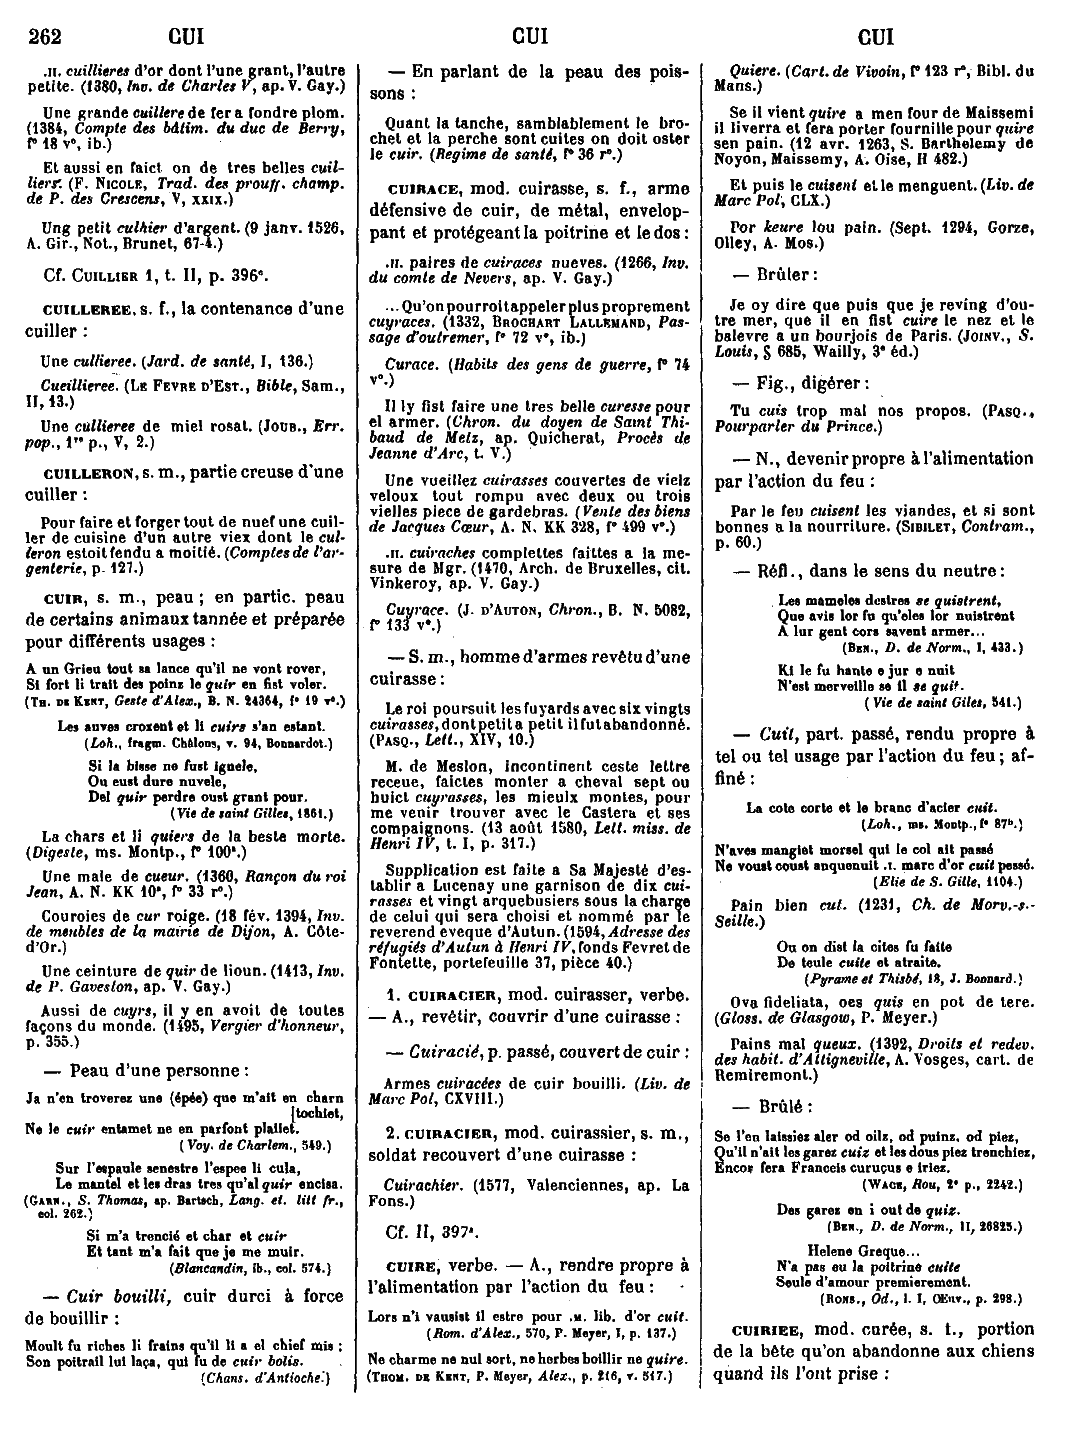 262 CUI CUI CUI
.II. cuillieres d'or dont l'une grant, l'autre
petite. (1380, Inv. de Charles V, ap. V. Gay.)
Une grande cuillere de fer a fondre plom.
(1384, Compte des bâtim. du duc de Berry,
f° 18 v°, ib.)
Et aussi en faict on de tres belles cuil-
liers. (F. NICOLE, Trad. des prouff. champ.
de P. des Crescens, V, XXIX.)
Ung petit culhier d'argent. (9 janv. 1526,
A. Gir., Not., Brunet, 67-4.)
Cf. CUILLIER 1, t. II, p. 396c.
CUILLEREE, s. f., la contenance d'une
cuiller :
Une cullieree. (Jard. de santé, I, 136.)
Cueillieree. (LE FEVRE D'EST., Bible, Sam.,
II, 13.)
Une cullieree de miel rosat. (JOUB., Err.
pop., 1re p., V, 2.)
CUILLERON, s. m., partie creuse d'une
cuiller :
Pour faire et forger tout de nuef une cuil-
ler de cuisine d'un autre viex dont le cul-
leron estoit fendu a moitié. (Comptes de l'ar-
genterie, p. 127.)
CUIR, s. m., peau ; en partic. peau
de certains animaux tannée et préparée
pour différents usages :
A un Grieu tout sa lance qu'il ne vont rover,
Si fort li trait des poinz le quir en fist voler.
(TH. DE KENT, Geste d'Alex., B. N. 24364, f° 19 v°.)
Les auves croxent et li cuirs s'an estant.
(Loh., fragm. Châlons, v. 94, Bonnardot.)
Si la bisse ne fust ignele,
Ou eust dure nuvele,
Del quir perdre oust grant pour.
(Vie de saint Gilles, 1861.)
La chars et li quiers de la beste morte.
(Digeste, ms. Montp., f° 100a.)
Une male de cueur. (1360, Rançon du roi
Jean, A. N. KK 10a, f° 33 r°.)
Couroies de cur roige. (18 fév. 1394, Inv.
de meubles de la mairie de Dijon, A. Côte-
d'Or.)
Une ceinture de quir de lioun. (1413, Inv.
de P. Gaveston, ap. V. Gay.)
Aussi de cuyrs, il y en avoit de toutes
façons du monde. (1495, Vergier d'honneur,
p. 355.)
— Peau d'une personne :
Ja n'en troverez une (épée) que m'ait en charn
[tochiet,
Ne le cuir entamet ne en parfont plaiiet.
(Voy. de Charlem., 549.)
Sur l'espaule senestre l'espee li cula,
Le mantel et les dras tres qu'al quir encisa.
(GARN., S. Thomas, ap. Bartsch, Lang. et. litt fr.,
col. 262.)
Si m'a trencié et char et cuir
Et tant m'a fait que je me muir.
(Blancandin, ib., col. 574.)
— Cuir bouilli, cuir durci à force
de bouillir :
Moult fu riches li frains qu'il li a el chief mis ;
Son poitrail lui laça, qui fu de cuir bolis.
(Chans. d'Antioche.)
— En parlant de la peau des pois-
sons :
Quant la tanche, samblablement le bro-
chet et la perche sont cuites on doit oster
le cuir. (Regime de santé, f° 36 r°.)
CUIRACE, mod. cuirasse, s. f., arme
défensive de cuir, de métal, envelop-
pant et protégeant la poitrine et le dos :
.II. paires de cuiraces nueves. (1266, Inv.
du comte de Nevers, ap. V. Gay.)
... Qu'on pourroit appeler plus proprement
cuyraces. (1332, BROCHART LALLEMAND, Pas-
sage d'outremer, f° 72 v°, ib.)
Curace. (Habits des gens de guerre, f° 74
v°.)
Il ly fist faire une tres belle curesse pour
el armer. (Chron. du doyen de Saint Thi-
baud de Metz, ap. Quicherat, Procès de
Jeanne d'Arc, t. V.)
Une vueillez cuirasses couvertes de vielz
veloux tout rompu avec deux ou trois
vielles piece de gardebras. (Vente des biens
de Jacques Cœur, A. N. KK 328, f° 499 v°.)
.II. cuiraches complettes faittes a la me-
sure de Mgr. (1470, Arch. de Bruxelles, cit.
Vinkeroy, ap. V. Gay.)
Cuyrace. (J. D'AUTON, Chron., B. N. 5082,
f° 133 v°.)
— S. m., homme d'armes revêtu d'une
cuirasse :
Le roi poursuit les fuyards avec six vingts
cuirasses, dont petit a petit il fut abandonné.
(PASQ., Lett., XIV, 10.)
M. de Meslon, incontinent ceste lettre
receue, faictes monter a cheval sept ou
huict cuyrasses, les mieulx montes, pour
me venir trouver avec le Castera et ses
compaignons. (13 août 1580, Lett. miss. de
Henri IV, t. I, p. 317.)
Supplication est faite a Sa Majesté d'es-
tablir a Lucenay une garnison de dix cui-
rasses et vingt arquebusiers sous la charge
de celui qui sera choisi et nommé par le
reverend eveque d'Autun. (1594, Adresse des
réfugiés d'Autun à Henri IV, fonds Fevret de
Fontette, portefeuille 37, pièce 40.)
1. CUIRACIER, mod. cuirasser, verbe.
— A., revêtir, couvrir d'une cuirasse :
— Cuiracié, p. passé, couvert de cuir :
Armes cuiracées de cuir bouilli. (Liv. de
Marc Pol, CXVIII.)
2. CUIRACIER, mod. cuirassier, s. m.,
soldat recouvert d'une cuirasse :
Cuirachier. (1577, Valenciennes, ap. La
Fons.)
Cf. II, 397a.
CUIRE, verbe. — A., rendre propre à
l'alimentation par l'action du feu :
Lors n'i vausist il estre pour .M. lib. d'or cuit.
(Rom. d'Alex., 570, P. Meyer, I, p. 137.)
Ne charme ne nul sort, ne herbes boillir ne quire.
(THOM. DE KENT, P. Meyer, Alex., p. 216, v. 517.)
Quiere. (Cart. de Vivoin, f° 123 r°, Bibl. du
Mans.)
Se il vient quire a men four de Maissemi
il liverra et fera porter fournille pour quire
sen pain. (12 avr. 1263, S. Barthelemy de
Noyon, Maissemy, A. Oise, H 482.)
Et puis le cuisent et le menguent. (Liv. de
Marc Pol, CLX.)
Por keure lou pain. (Sept. 1294, Gorze,
Olley, A. Mos.)
— Brûler :
Je oy dire que puis que je reving d'ou-
tre mer, que il en fist cuire le nez et le
balevre a un bourjois de Paris. (JOINV., S.
Louis, § 685, Wailly, 3e éd.)
— Fig., digérer :
Tu cuis trop mal nos propos. (PASQ.,
Pourparler du Prince.)
— N., devenir propre à l'alimentation
par l'action du feu :
Par le feu cuisent les viandes, et si sont
bonnes a la nourriture. (SIBILET, Contram.,
p. 60.)
— Réfl., dans le sens du neutre :
Les mameles destres se quistrent,
Que avis lor fu qu'eles lor nuistrent
A lur gent cors savent armer...
(BEN., D. de Norm., I, 433.)
Ki le fu hante e jur e nuit
N'est merveille se il se quit.
(Vie de saint Giles, 541.)
— Cuit, part. passé, rendu propre à
tel ou tel usage par l'action du feu ; af-
finé :
La cote corte et le branc d'acier cuit.
(Loh., ms. Montp., f° 87b.)
N'aves mangiet morsel qui le col ait passé
Ne voust coust anquenuit .I. marc d'or cuit pessé.
(Elie de S. Gille, 1104.)
Pain bien cut. (1231, Ch. de Morv.-s.-
Seille.)
Ou on dist la cites fu faite
De teule cuite et atraite.
(Pyrame et Thisbé, 18, J. Bonnard.)
Ova fideliata, oes quis en pot de tere.
(Gloss. de Glasgow, P. Meyer.)
Pains mal queux. (1392, Droits et redev.
des habit. d'Attigneville, A. Vosges, cart. de
Remiremont.)
— Brûlé :
Se l'en laissiez aler od oilz, od puinz, od piez,
Qu'il n'ait les garez cuiz et les dous piez trenchiez,
Encor fera Franceis curuçus e iriez.
(WACE, Rou, 2e p., 2242.)
Des garez en i out de quiz.
(BEN., D. de Norm., II, 26825.)
Helene Greque...
N'a pas eu la poitrine cuite
Seule d'amour premierement.
(RONS., Od., l. I, Œuv., p. 298.)
CUIRIEE, mod. curée, s. f., portion
de la bête qu'on abandonne aux chiens
quand ils l'ont prise :